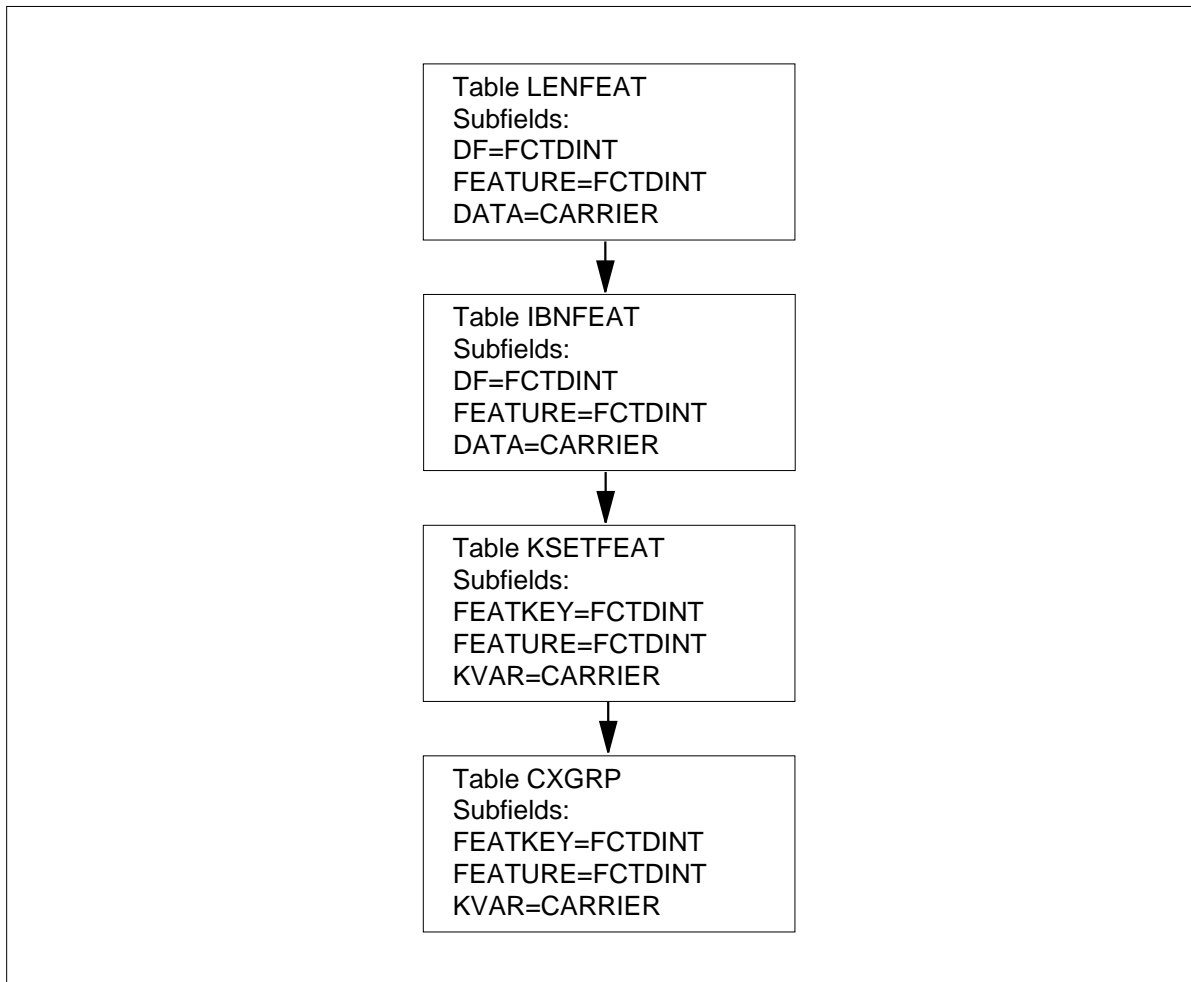 Table LENFEAT
Subfields:
DF=FCTDINT
FEATURE=FCTDINT
DATA=CARRIER
Table IBNFEAT
Subfields:
DF=FCTDINT
FEATURE=FCTDINT
DATA=CARRIER
Table KSETFEAT
Subfields:
FEATKEY=FCTDINT
FEATURE=FCTDINT
KVAR=CARRIER
Table CXGRP
Subfields:
FEATKEY=FCTDINT
FEATURE=FCTDINT
KVAR=CARRIER